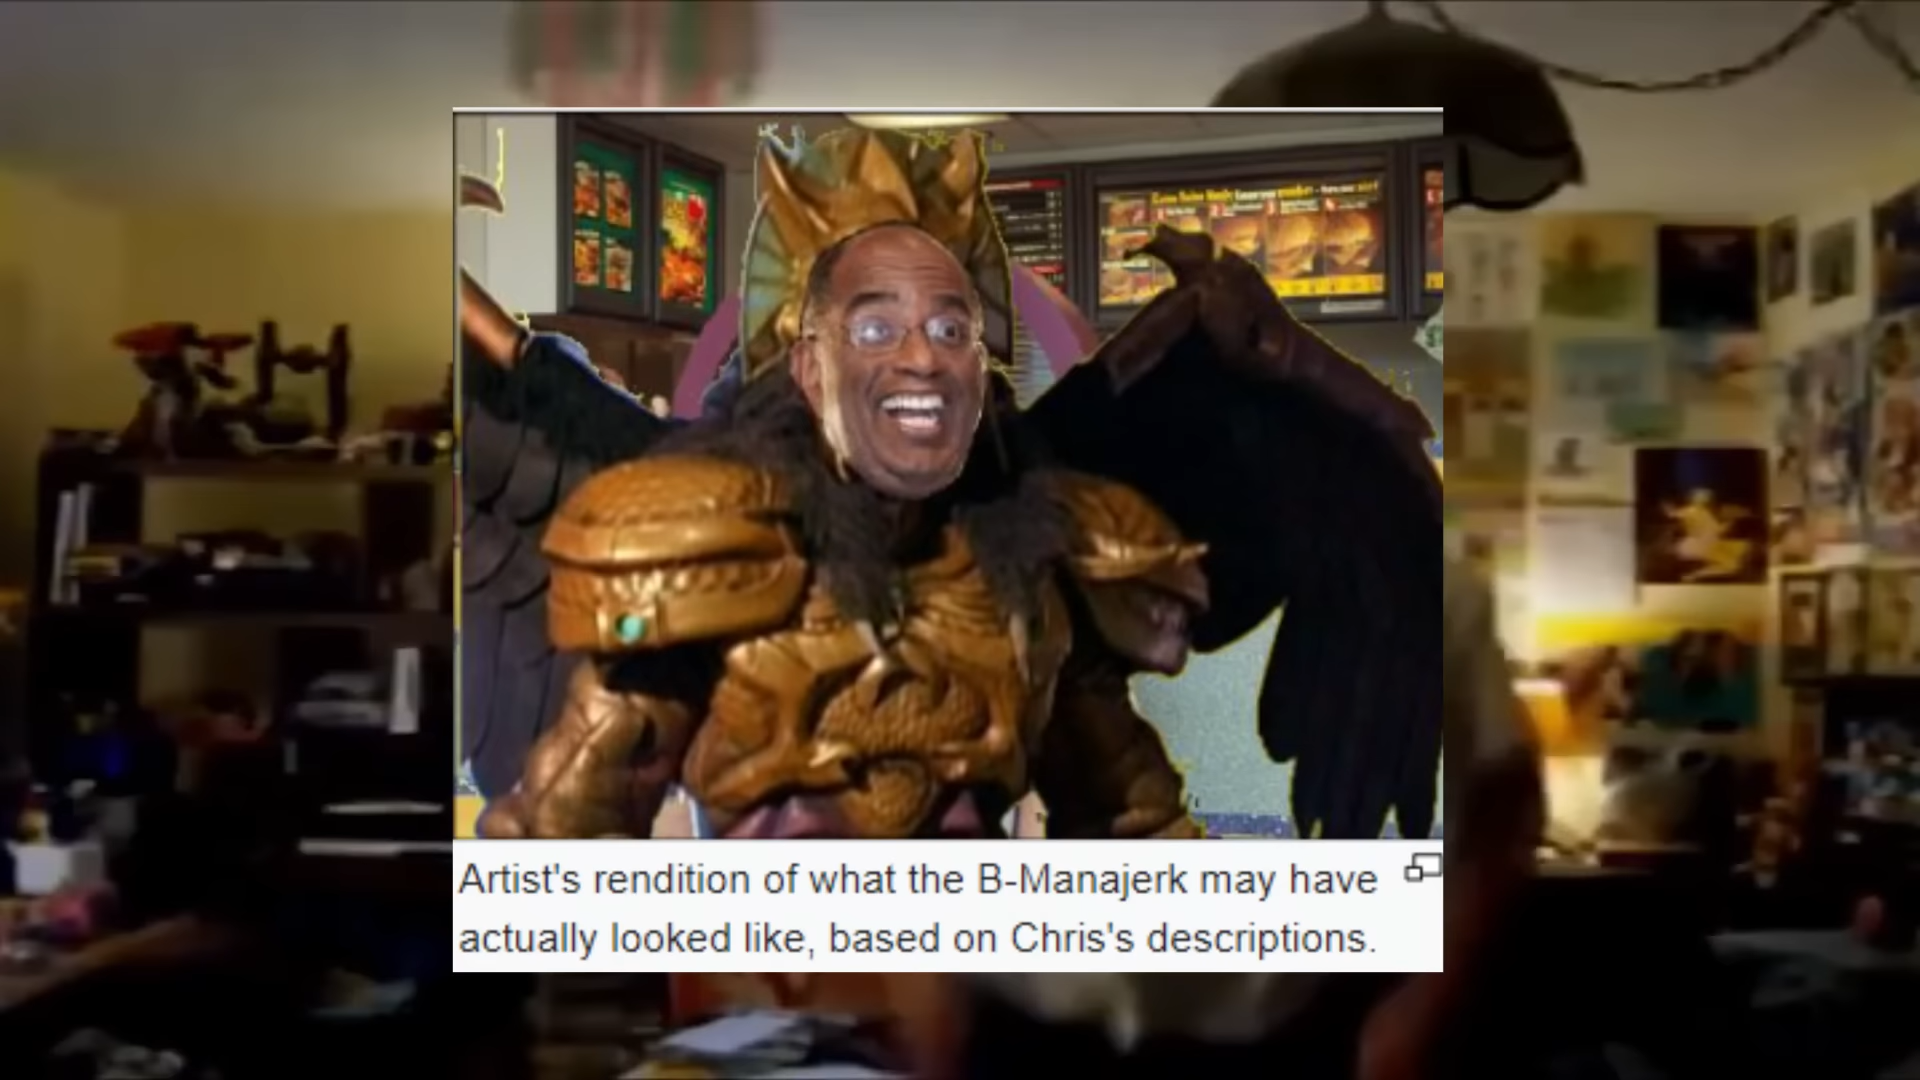 Artist's rendition of what the B-Manajerk may have
actually looked like, based on Chris's descriptions.